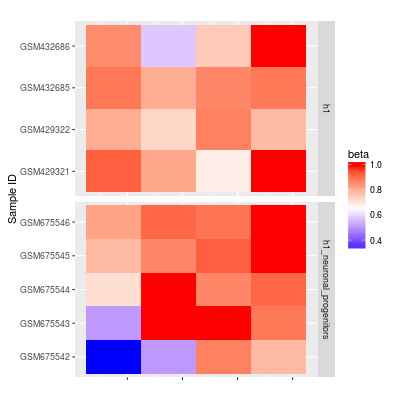 GSM432686
GSM432685
GSM429322
GSM429321
h1
GSM675546
GSM675545
GSM675544
GSM675543
GSM675542
h1_neuronal_progenitors
Sample ID
beta
1.0
0.8
0.6
0.4